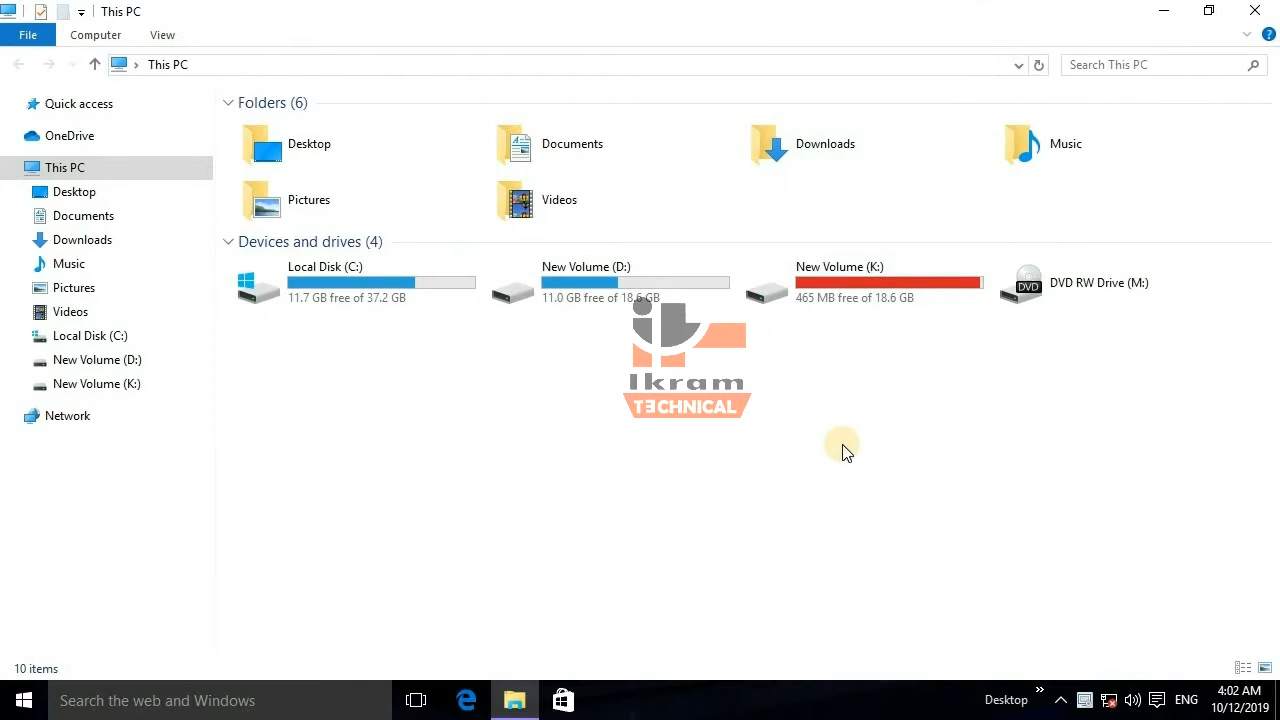 This PC
File
Computer
View
This PC
Search This PC
Quick access
OneDrive
This PC
Desktop
Documents
Downloads
Music
Pictures
Videos
Local Disk (C:)
New Volume (D:)
New Volume (K:)
Network
Folders (6)
Desktop
Documents
Downloads
Music
Pictures
Videos
Devices and drives (4)
Local Disk (C:)
11.7 GB free of 37.2 GB
New Volume (D:)
11.0 GB free of 18.6 GB
New Volume (K:)
465 MB free of 18.6 GB
DVD
DVD RW Drive (M:)
Ikram
TECHNICAL
10 items
Search the web and Windows
Desktop
ENG
4:02 AM
10/12/2019